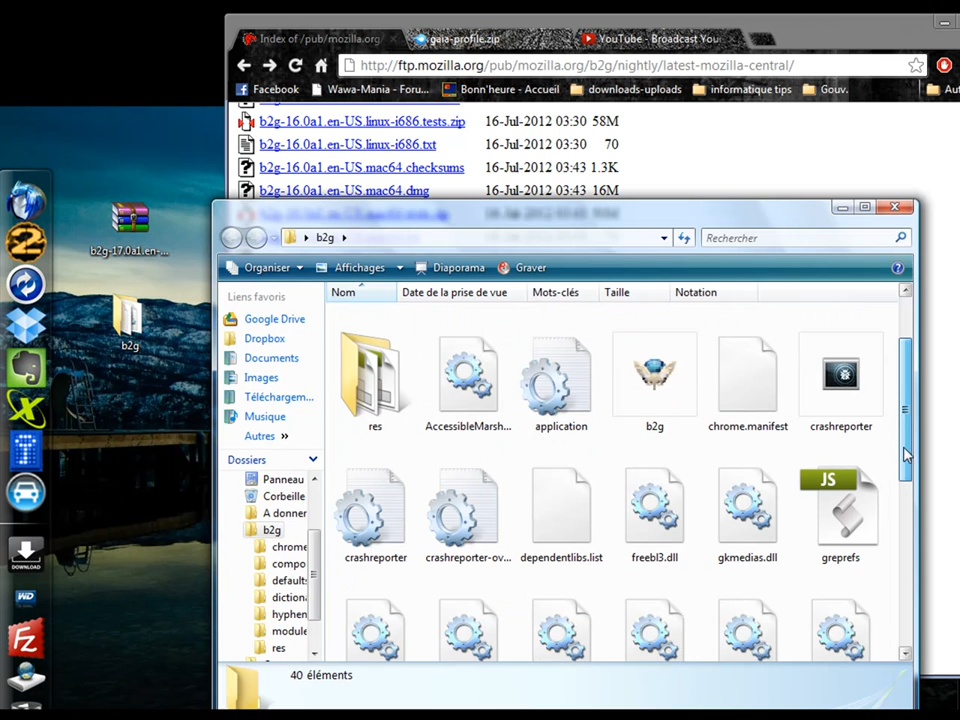 Index of /pub/mozilla.org/
gaia-profile.zip
YouTube - Broadcast You
http://ftp.mozilla.org/pub/mozilla.org/b2g/nightly/latest-mozilla-central/
Facebook
Wawa-Mania - Foru...
Bonn'heure - Accueil
downloads-uploads
informatique tips
Gouv.
Au
b2g-16.0a1.en-US.linux-i686.tests.zip 16-Jul-2012 03:30 58M
b2g-16.0a1.en-US.linux-i686.txt 16-Jul-2012 03:30 70
b2g-16.0a1.en-US.mac64.checksums 16-Jul-2012 03:43 1.3K
b2g-16.0a1.en-US.mac64.dmg 16-Jul-2012 03:43 16M
b2g-17.0a1.en-...
b2g
2
DOWNLOAD
WD
Fz
b2g
Rechercher
Organiser
Affichages
Diaporama
Graver
Nom
Date de la prise de vue
Mots-clés
Taille
Notation
Liens favoris
Google Drive
Dropbox
Documents
Images
Téléchargem...
Musique
Autres »
Dossiers
Panneau
Corbeille
A donner
b2g
chrome
compo
defaults
dictiona
hyphen
module
res
res
AccessibleMarsh...
application
b2g
chrome.manifest
crashreporter
crashreporter
crashreporter-ov...
dependentlibs.list
freebl3.dll
gkmedias.dll
JS
greprefs
40 éléments